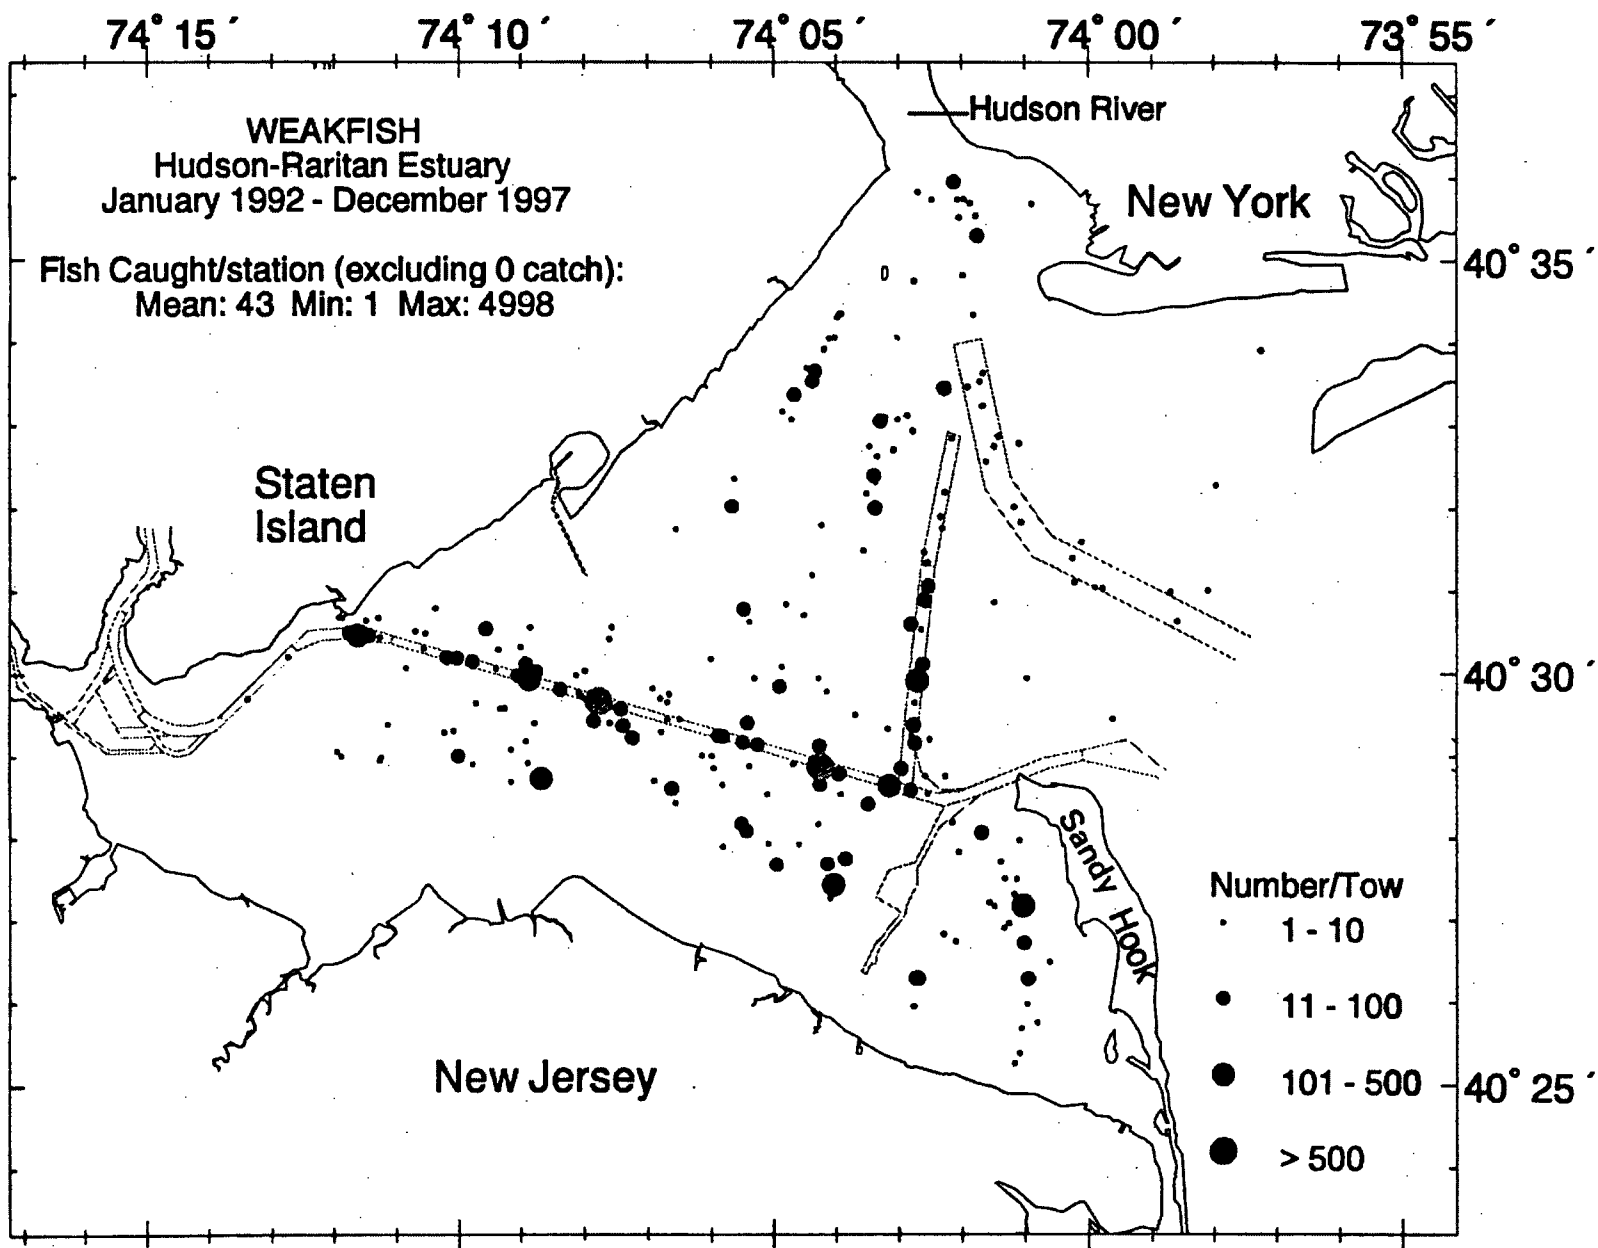 74° 15´ 74° 10´ 74° 05´ 74° 00´ 73° 55´
Hudson River
WEAKFISH
Hudson-Raritan Estuary
January 1992 - December 1997
New York
Fish Caught/station (excluding 0 catch):
Mean: 43 Min: 1 Max: 4998
40° 35´
Staten
Island
40° 30´
Sandy Hook
Number/Tow
1 - 10
11 - 100
New Jersey
101 - 500
40° 25´
> 500